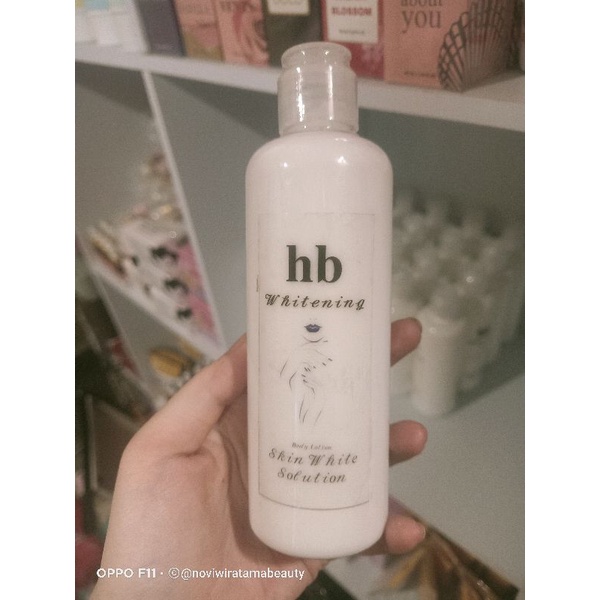 BLOSSOM
about
you
hb
Whitening
Body Lotion
Skin White
Solution
OPPO F11 · ©@noviwiratamabeauty